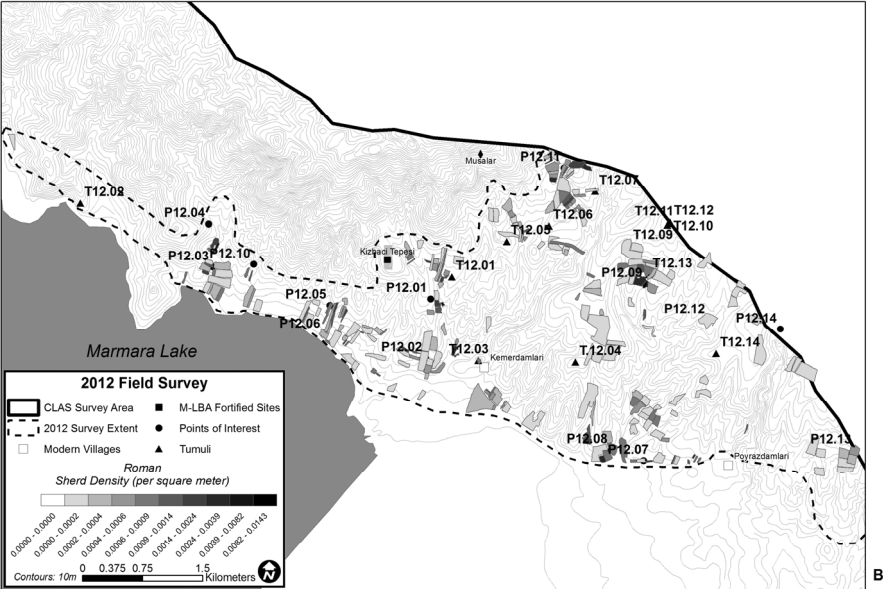 P12.11
Musalar
T12.07
T12.02
P12.04
T12.06
T12.11 T12.12
T12.10
T12.05
T12.09
P12.03 P12.10
Kizbaci Tepesi
T12.01
T12.13
P12.09
P12.05
P12.01
P12.12
P12.06
P12.14
Marmara Lake
P12.02
T12.03
Kemerdamlari
T.12.04
T12.14
2012 Field Survey
CLAS Survey Area
M-LBA Fortified Sites
2012 Survey Extent
Points of Interest
Modern Villages
Tumuli
Roman
Sherd Density (per square meter)
0.0000 - 0.0000
0.0000 - 0.0002
0.0002 - 0.0004
0.0004 - 0.0006
0.0006 - 0.0009
0.0009 - 0.0014
0.0014 - 0.0024
0.0024 - 0.0039
0.0039 - 0.0082
0.0082 - 0.0143
Contours: 10m
0 0.375 0.75 1.5
Kilometers
N
P12.08
P12.07
Poyrazdamlari
P12.13
B